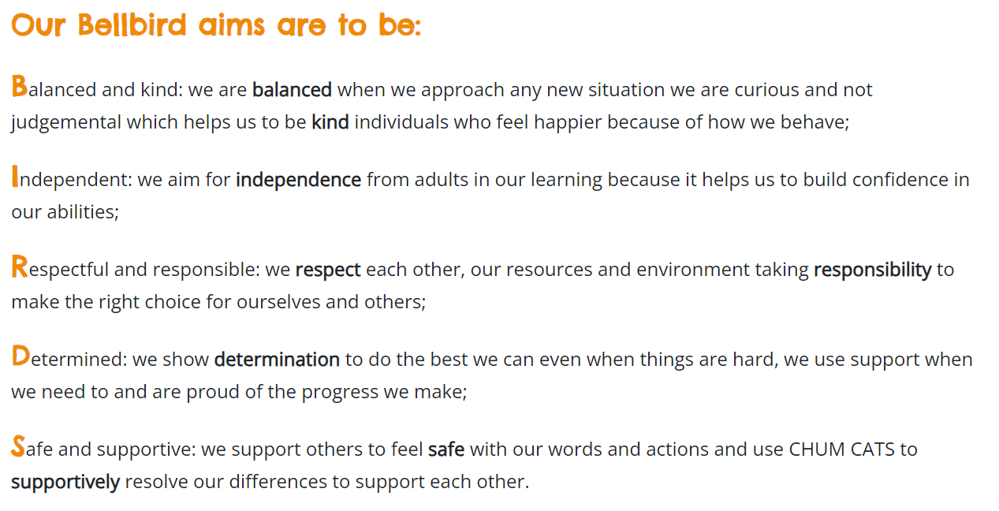 Our Bellbird aims are to be:
Balanced and kind: we are balanced when we approach any new situation we are curious and not
judgemental which helps us to be kind individuals who feel happier because of how we behave;
Independent: we aim for independence from adults in our learning because it helps us to build confidence in
our abilities;
Respectful and responsible: we respect each other, our resources and environment taking responsibility to
make the right choice for ourselves and others;
Determined: we show determination to do the best we can even when things are hard, we use support when
we need to and are proud of the progress we make;
Safe and supportive: we support others to feel safe with our words and actions and use CHUM CATS to
supportively resolve our differences to support each other.